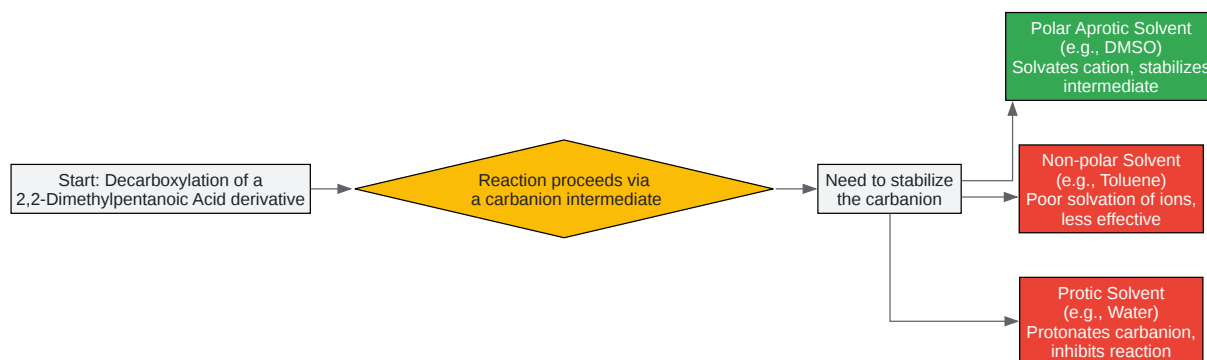 Start: Decarboxylation of a
2,2-Dimethylpentanoic Acid derivative
Reaction proceeds via
a carbanion intermediate
Need to stabilize
the carbanion
Polar Aprotic Solvent
(e.g., DMSO)
Solvates cation, stabilizes
intermediate
Non-polar Solvent
(e.g., Toluene)
Poor solvation of ions,
less effective
Protic Solvent
(e.g., Water)
Protonates carbanion,
inhibits reaction